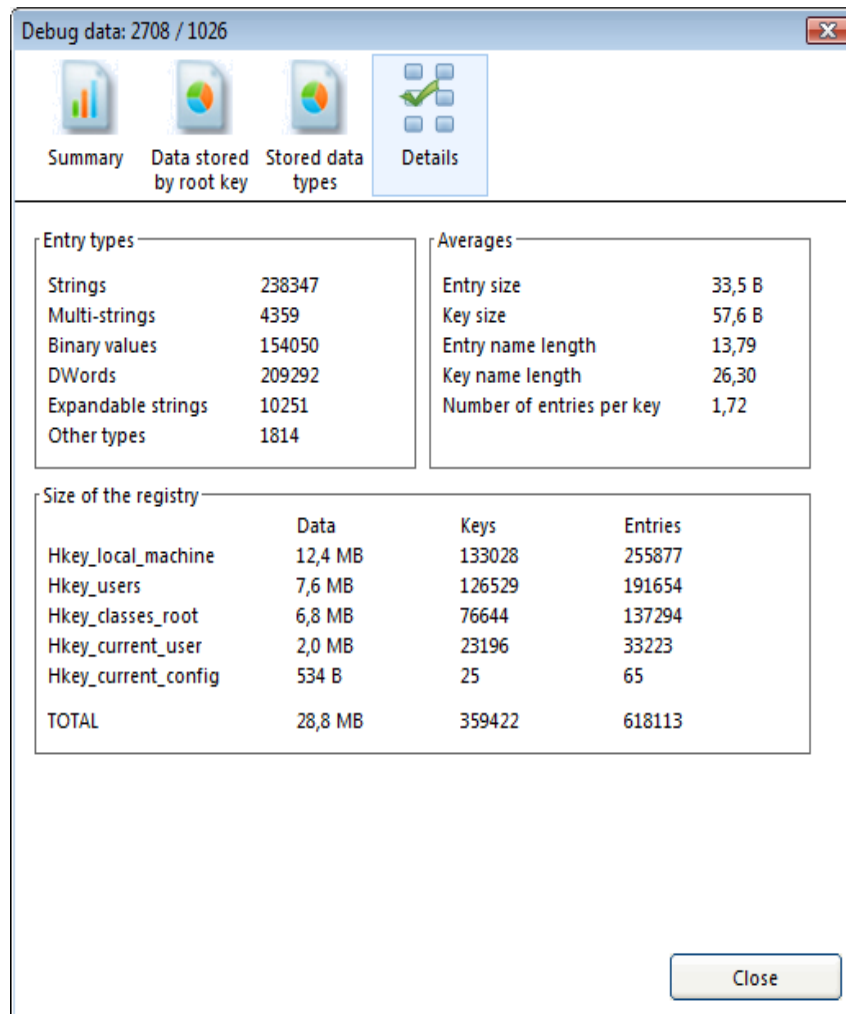 Debug data: 2708 / 1026
Summary
Data stored by root key
Stored data types
Details
Entry types
Strings 238347
Multi-strings 4359
Binary values 154050
DWords 209292
Expandable strings 10251
Other types 1814
Averages
Entry size 33,5 B
Key size 57,6 B
Entry name length 13,79
Key name length 26,30
Number of entries per key 1,72
Size of the registry
Data Keys Entries
Hkey_local_machine 12,4 MB 133028 255877
Hkey_users 7,6 MB 126529 191654
Hkey_classes_root 6,8 MB 76644 137294
Hkey_current_user 2,0 MB 23196 33223
Hkey_current_config 534 B 25 65
TOTAL 28,8 MB 359422 618113
Close